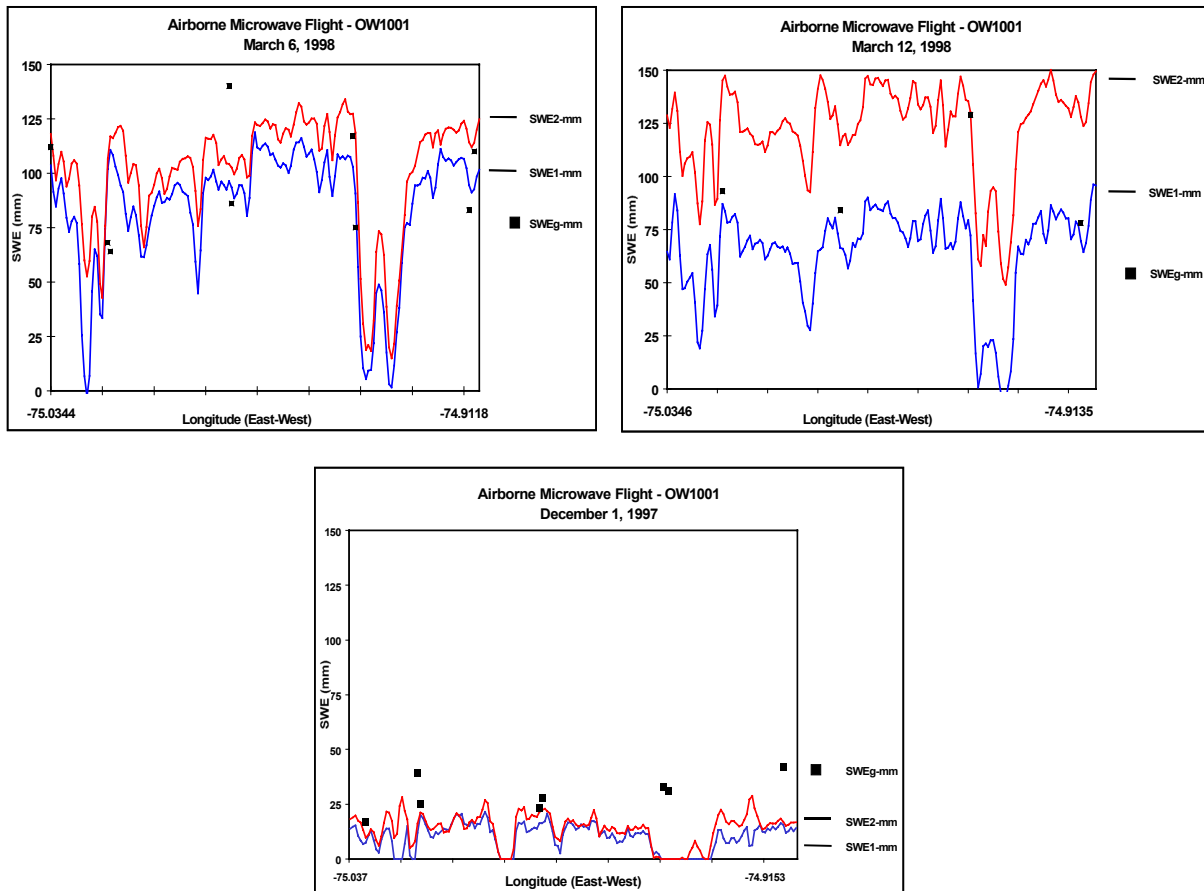 Airborne Microwave Flight - OW1001
March 6, 1998
150
125
100
75
50
25
0
SWE (mm)
-75.0344
-74.9118
Longitude (East-West)
SWE2-mm
SWE1-mm
SWEg-mm
Airborne Microwave Flight - OW1001
March 12, 1998
150
125
100
75
50
25
0
SWE (mm)
-75.0346
-74.9135
Longitude (East-West)
SWE2-mm
SWE1-mm
SWEg-mm
Airborne Microwave Flight - OW1001
December 1, 1997
150
125
100
75
50
25
0
SWE (mm)
-75.037
-74.9153
Longitude (East-West)
SWEg-mm
SWE2-mm
SWE1-mm